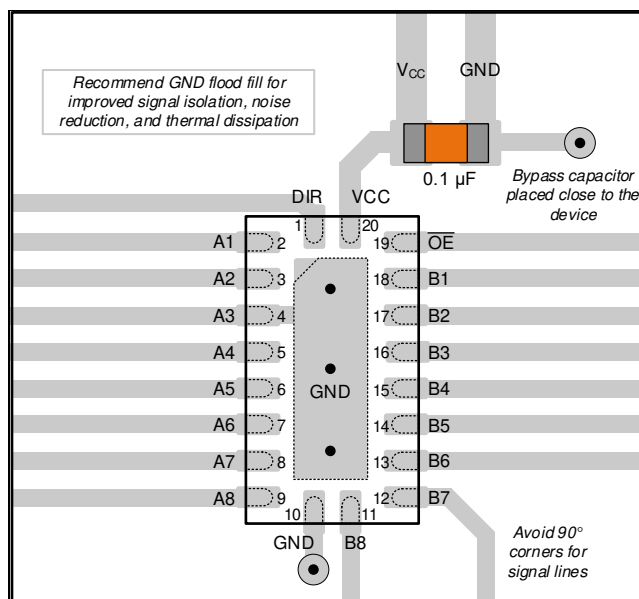 Recommend GND flood fill for
improved signal isolation, noise
reduction, and thermal dissipation
V_CC GND
0.1 µF
Bypass capacitor
placed close to the
device
DIR VCC
1 20
A1 2 19 O̅E̅
A2 3 18 B1
A3 4 17 B2
A4 5 16 B3
A5 6 15 B4
GND
A6 7 14 B5
A7 8 13 B6
A8 9 12 B7
10 11
GND B8
Avoid 90°
corners for
signal lines